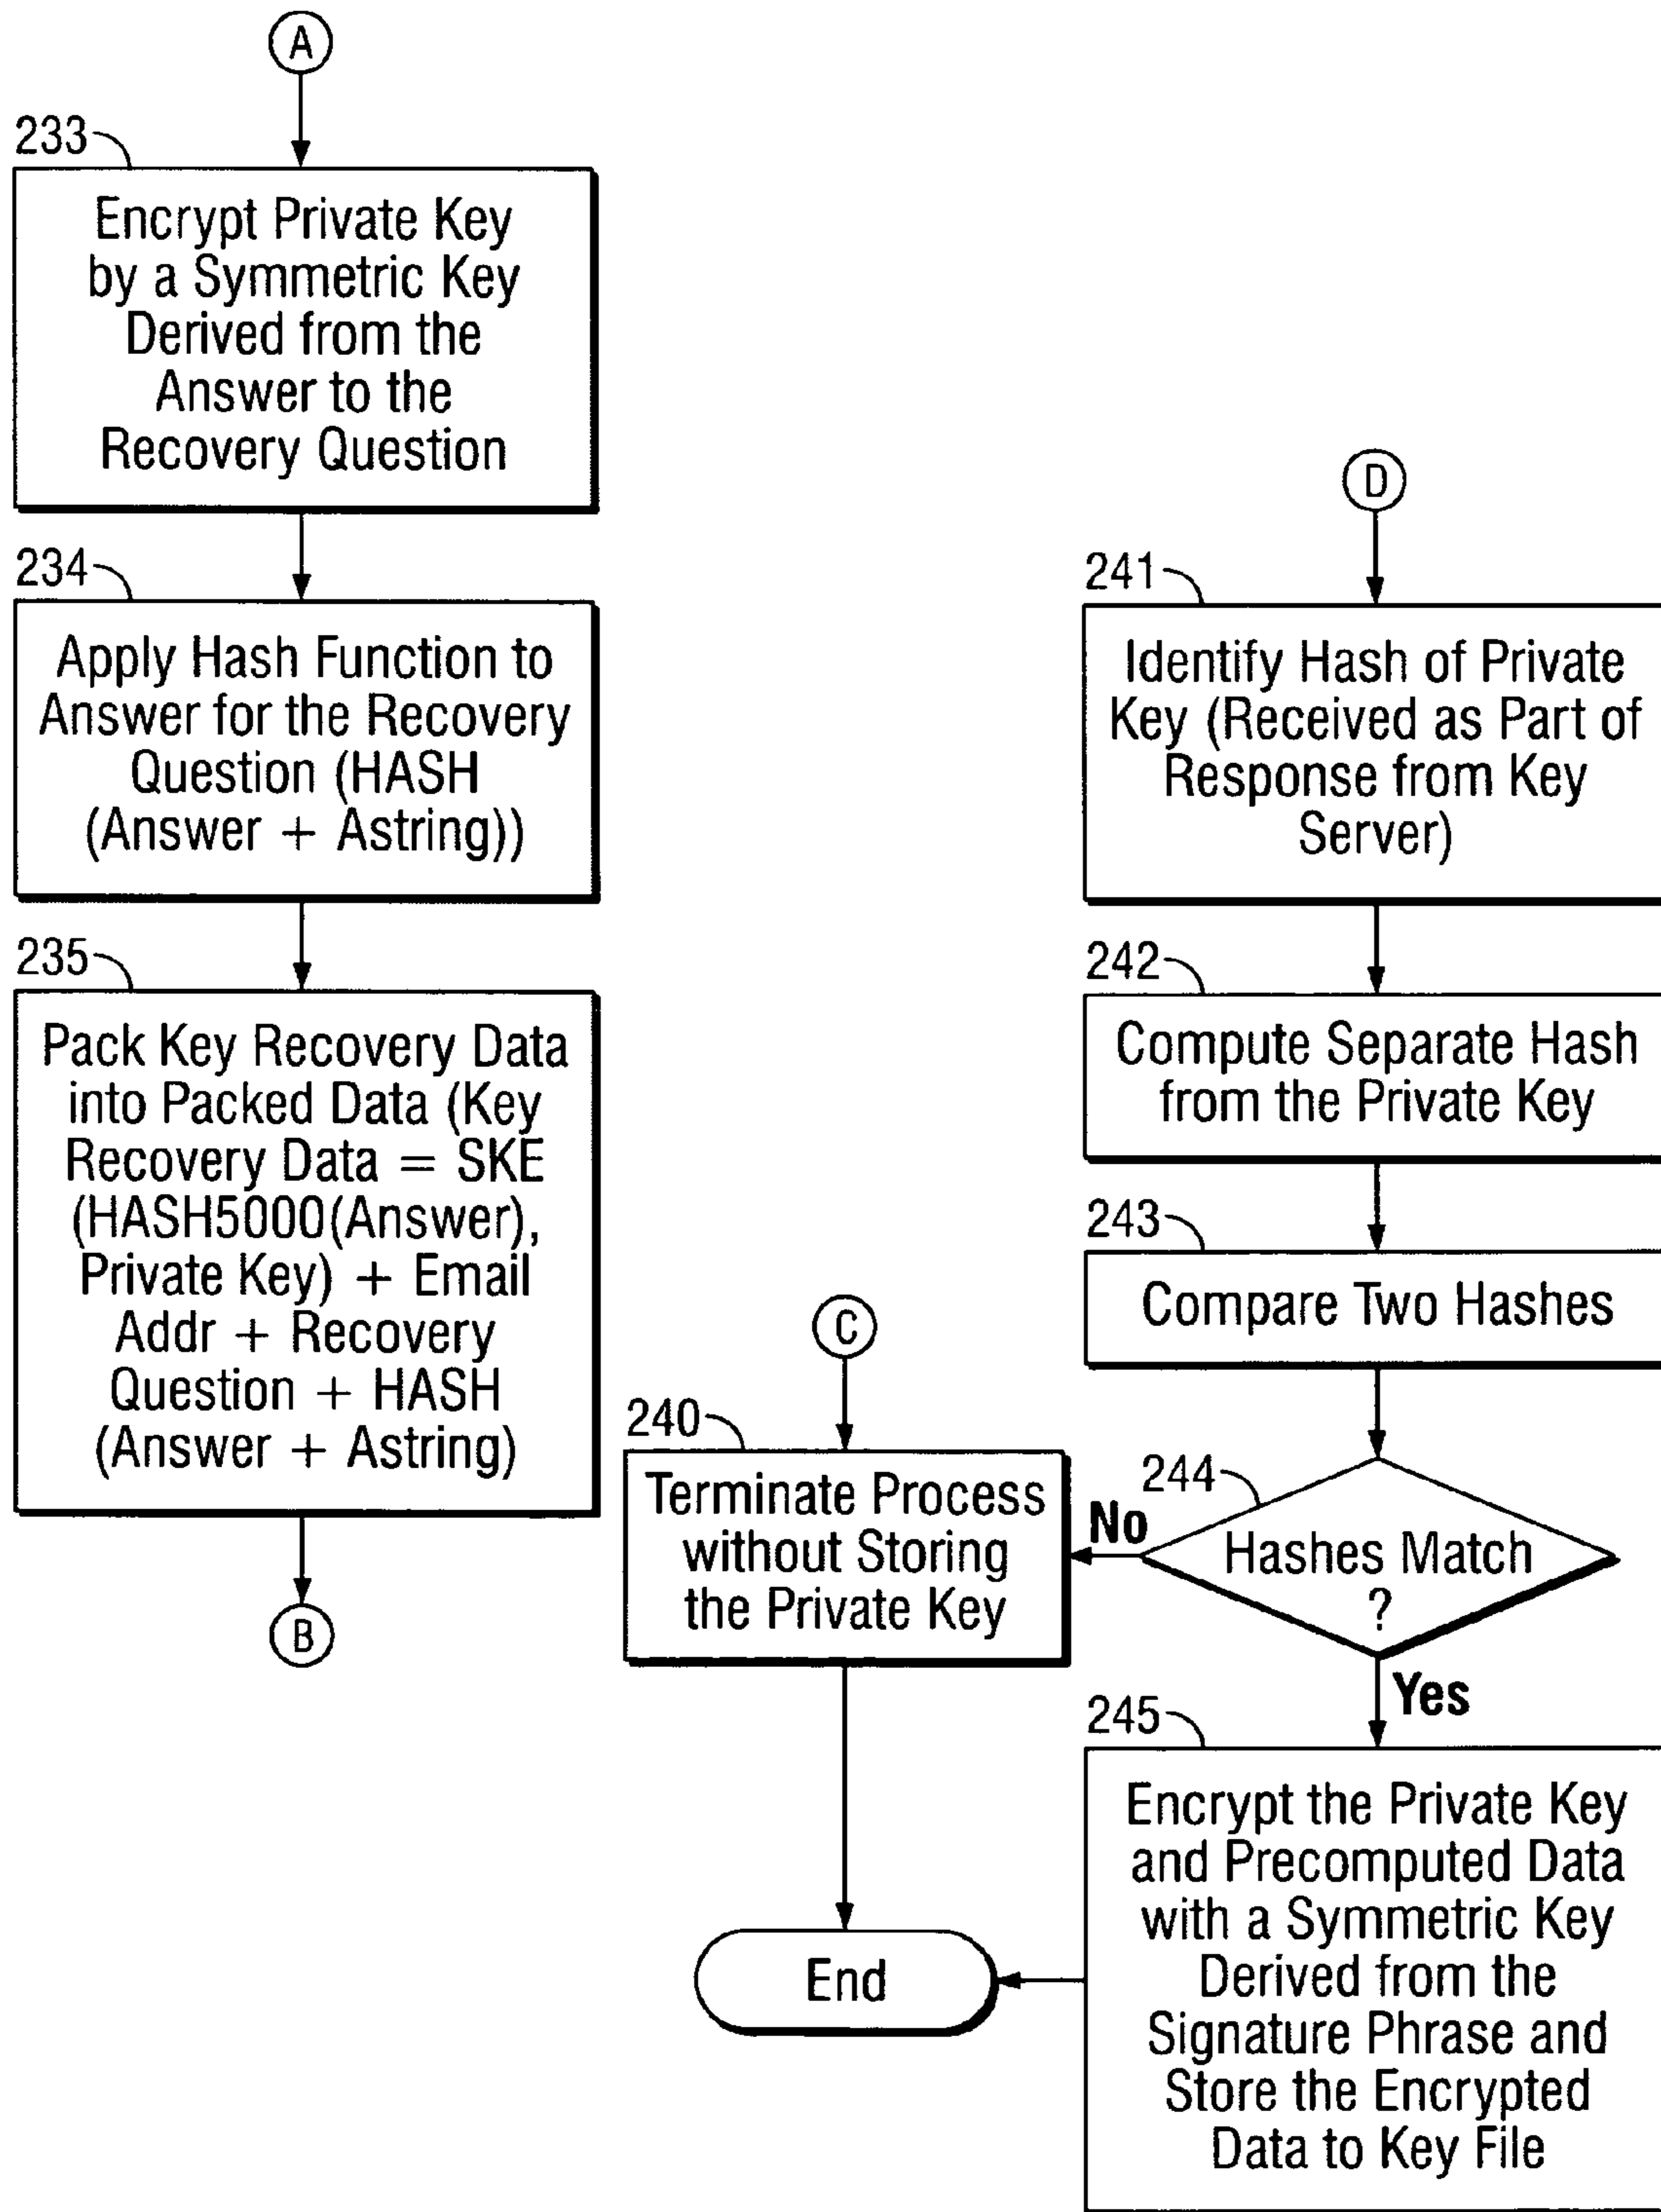 A
233
Encrypt Private Key
by a Symmetric Key
Derived from the
Answer to the
Recovery Question
234
Apply Hash Function to
Answer for the Recovery
Question (HASH
(Answer + Astring))
235
Pack Key Recovery Data
into Packed Data (Key
Recovery Data = SKE
(HASH5000(Answer),
Private Key) + Email
Addr + Recovery
Question + HASH
(Answer + Astring)
B
C
240
Terminate Process
without Storing
the Private Key
End
D
241
Identify Hash of Private
Key (Received as Part of
Response from Key
Server)
242
Compute Separate Hash
from the Private Key
243
Compare Two Hashes
244
Hashes Match
?
No
Yes
245
Encrypt the Private Key
and Precomputed Data
with a Symmetric Key
Derived from the
Signature Phrase and
Store the Encrypted
Data to Key File